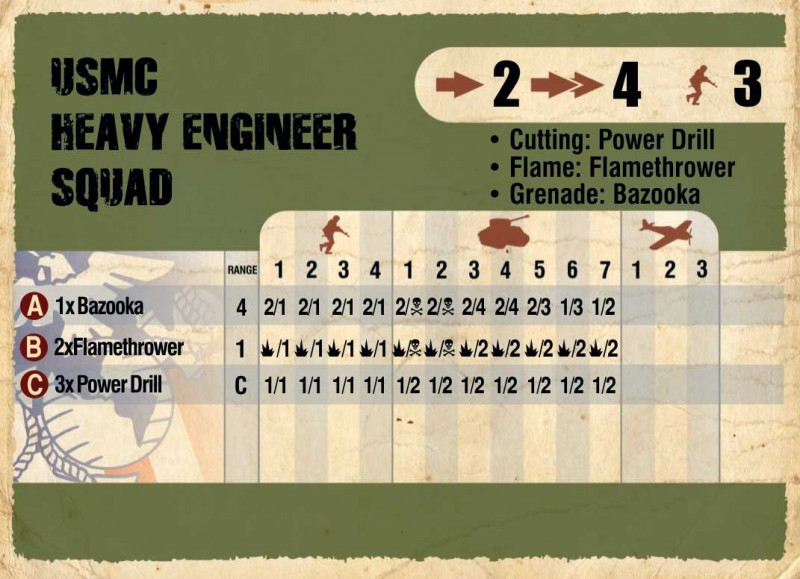 USMC
HEAVY ENGINEER
SQUAD
2 4 3
• Cutting: Power Drill
• Flame: Flamethrower
• Grenade: Bazooka
RANGE 1 2 3 4 1 2 3 4 5 6 7 1 2 3
A 1x Bazooka 4 2/1 2/1 2/1 2/1 2/☠ 2/☠ 2/4 2/4 2/3 1/3 1/2
B 2xFlamethrower 1 /1 /1 /1 /1 /☠ /☠ /2 /2 /2 /2 /2
C 3x Power Drill C 1/1 1/1 1/1 1/1 1/2 1/2 1/2 1/2 1/2 1/2 1/2